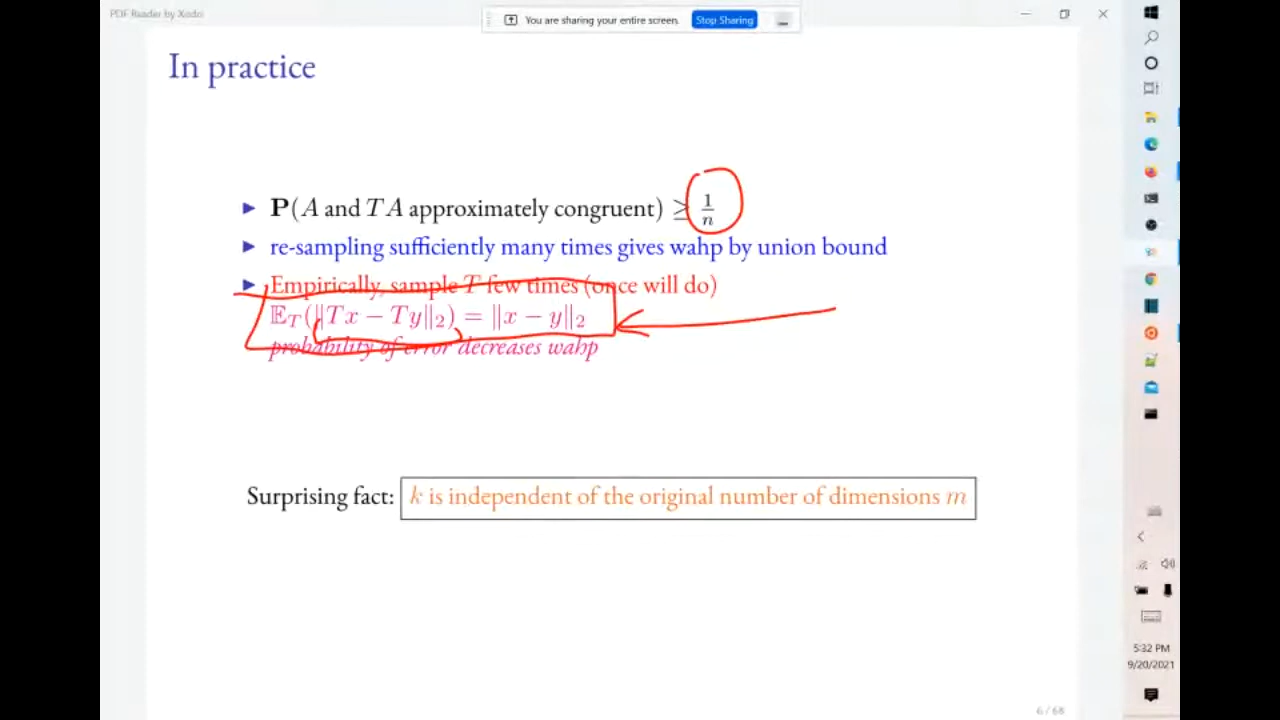 PDF Reader by Xodo
You are sharing your entire screen. Stop Sharing
In practice
P(A and T A approximately congruent) ≥ 1/n
re-sampling sufficiently many times gives wahp by union bound
Empirically, sample T few times (once will do)
𝔼_T(‖Tx − Ty‖₂) = ‖x − y‖₂
probability of error decreases wahp
Surprising fact: k is independent of the original number of dimensions m
5:32 PM
9/20/2021
6 / 68